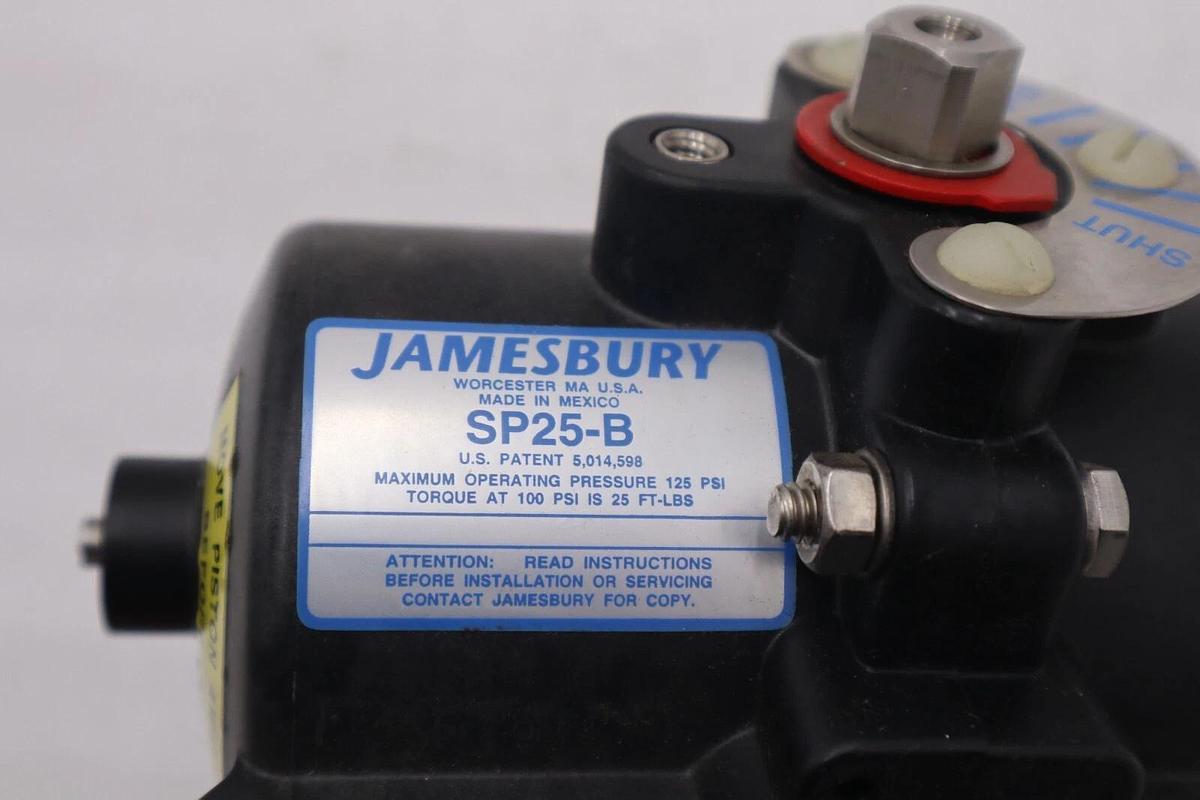 JAMESBURY
WORCESTER MA U.S.A.
MADE IN MEXICO
SP25-B
U.S. PATENT 5,014,598
MAXIMUM OPERATING PRESSURE 125 PSI
TORQUE AT 100 PSI IS 25 FT-LBS
ATTENTION: READ INSTRUCTIONS
BEFORE INSTALLATION OR SERVICING
CONTACT JAMESBURY FOR COPY.
SHUT
PISTON